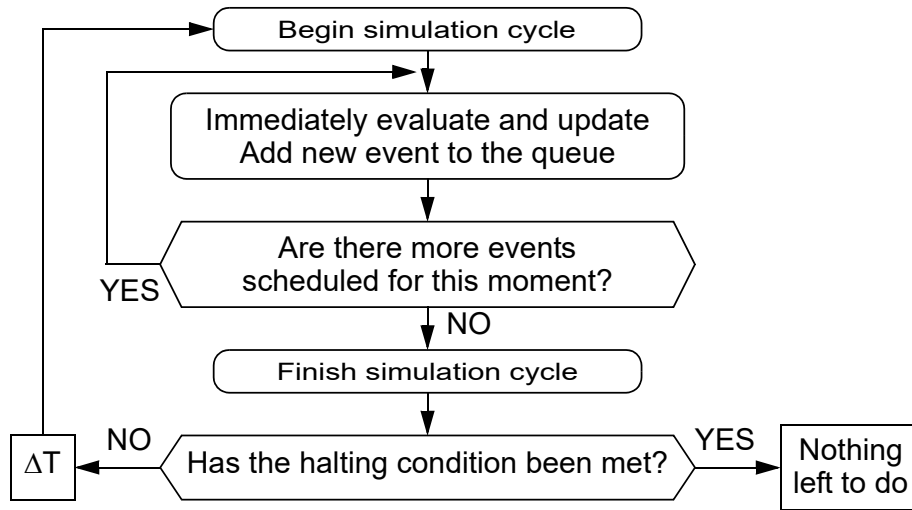 Begin simulation cycle
Immediately evaluate and update
Add new event to the queue
Are there more events
scheduled for this moment?
YES
NO
Finish simulation cycle
NO
YES
ΔT
Has the halting condition been met?
Nothing
left to do